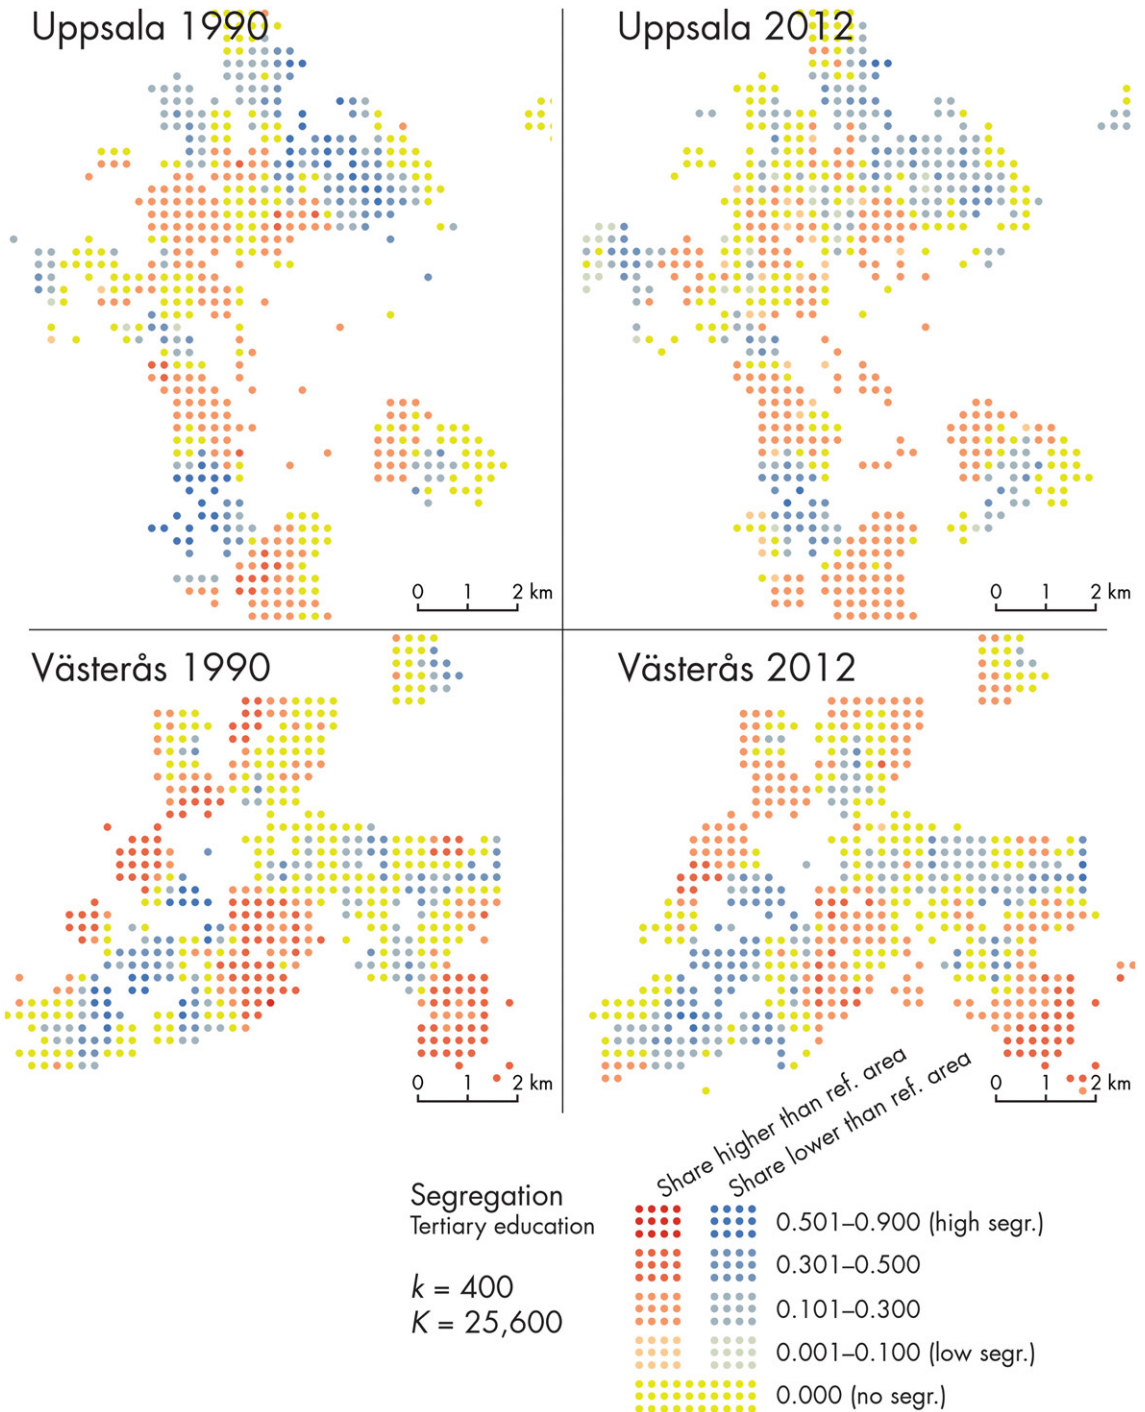 Uppsala 1990
Uppsala 2012
0 1 2 km
0 1 2 km
Västerås 1990
Västerås 2012
0 1 2 km
0 1 2 km
Share higher than ref. area
Share lower than ref. area
Segregation
Tertiary education
k = 400
K = 25,600
0.501–0.900 (high segr.)
0.301–0.500
0.101–0.300
0.001–0.100 (low segr.)
0.000 (no segr.)